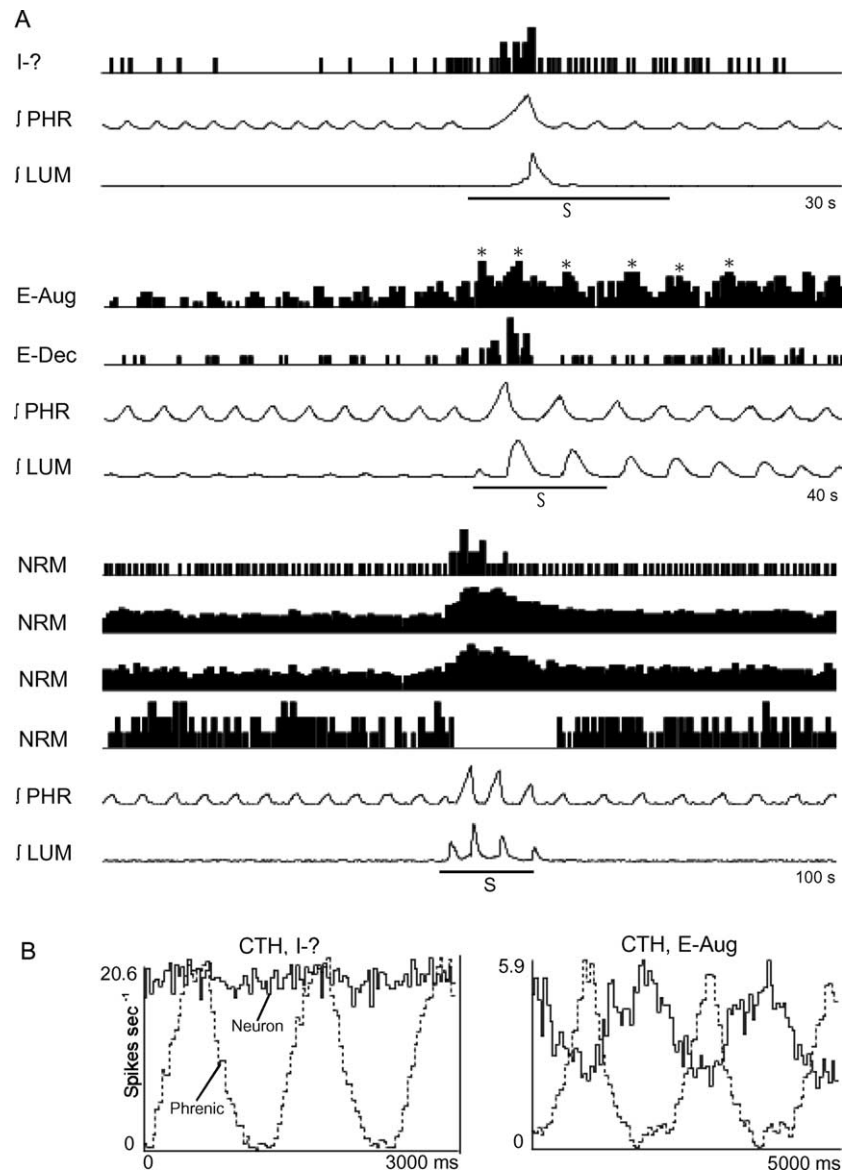 A
I-?
∫ PHR
∫ LUM
S
30 s
* * * * * *
E-Aug
E-Dec
∫ PHR
∫ LUM
S
40 s
NRM
NRM
NRM
NRM
∫ PHR
∫ LUM
S
100 s
B
CTH, I-?
20.6
Spikes sec -1
Neuron
Phrenic
0
0
3000 ms
CTH, E-Aug
5.9
0
5000 ms